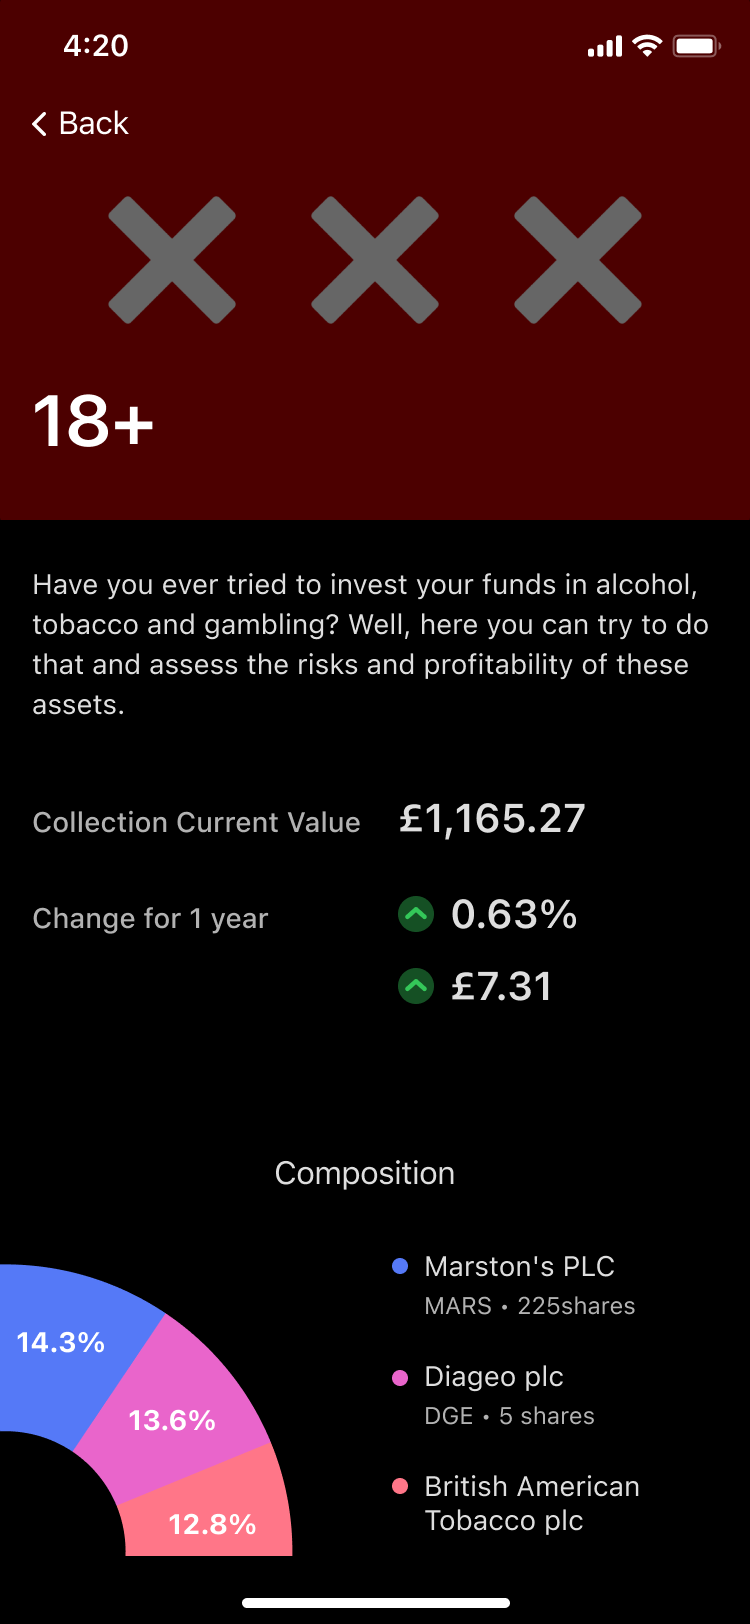 4:20
Back
18+
Have you ever tried to invest your funds in alcohol,
tobacco and gambling? Well, here you can try to do
that and assess the risks and profitability of these
assets.
Collection Current Value £1,165.27
Change for 1 year 0.63%
£7.31
Composition
Marston's PLC
MARS • 225shares
14.3%
Diageo plc
DGE • 5 shares
13.6%
British American
Tobacco plc
12.8%